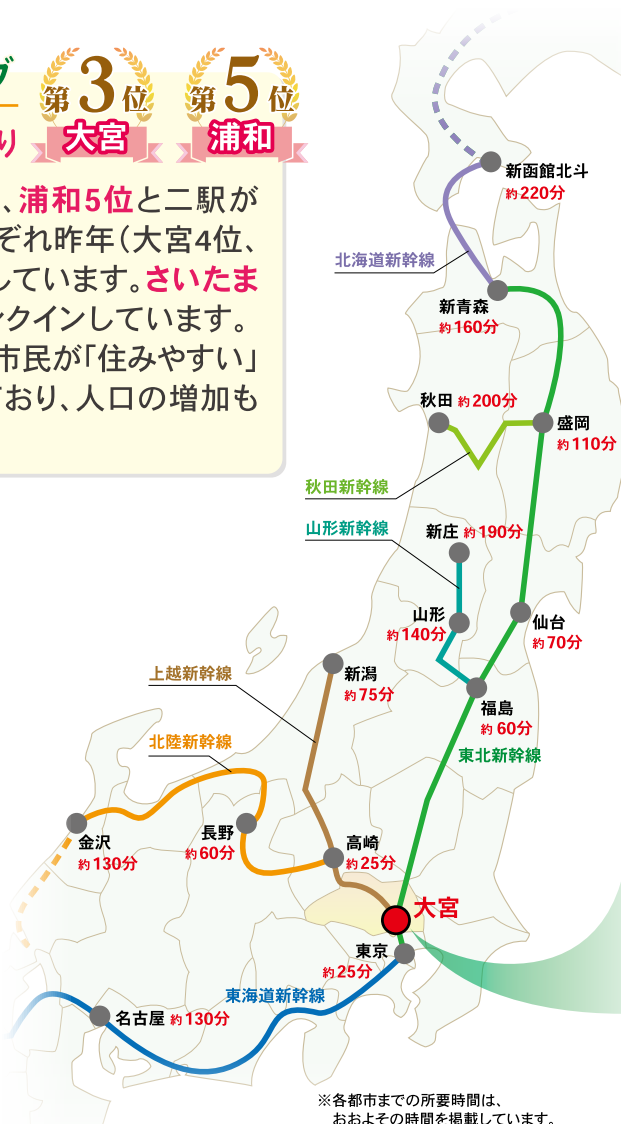 グ
第3位
大宮
第5位
浦和
り
、浦和5位と二駅が
ぞれ昨年（大宮4位、
しています。さいたま
ンクインしています。
市民が「住みやすい」
ており、人口の増加も
新函館北斗
約220分
北海道新幹線
新青森
約160分
秋田 約200分
盛岡
約110分
秋田新幹線
山形新幹線
新庄 約190分
山形
約140分
仙台
約70分
上越新幹線
新潟
約75分
福島
約60分
北陸新幹線
東北新幹線
金沢
約130分
長野
約60分
高崎
約25分
大宮
東京
約25分
東海道新幹線
名古屋 約130分
※各都市までの所要時間は、
おおよその時間を掲載しています。